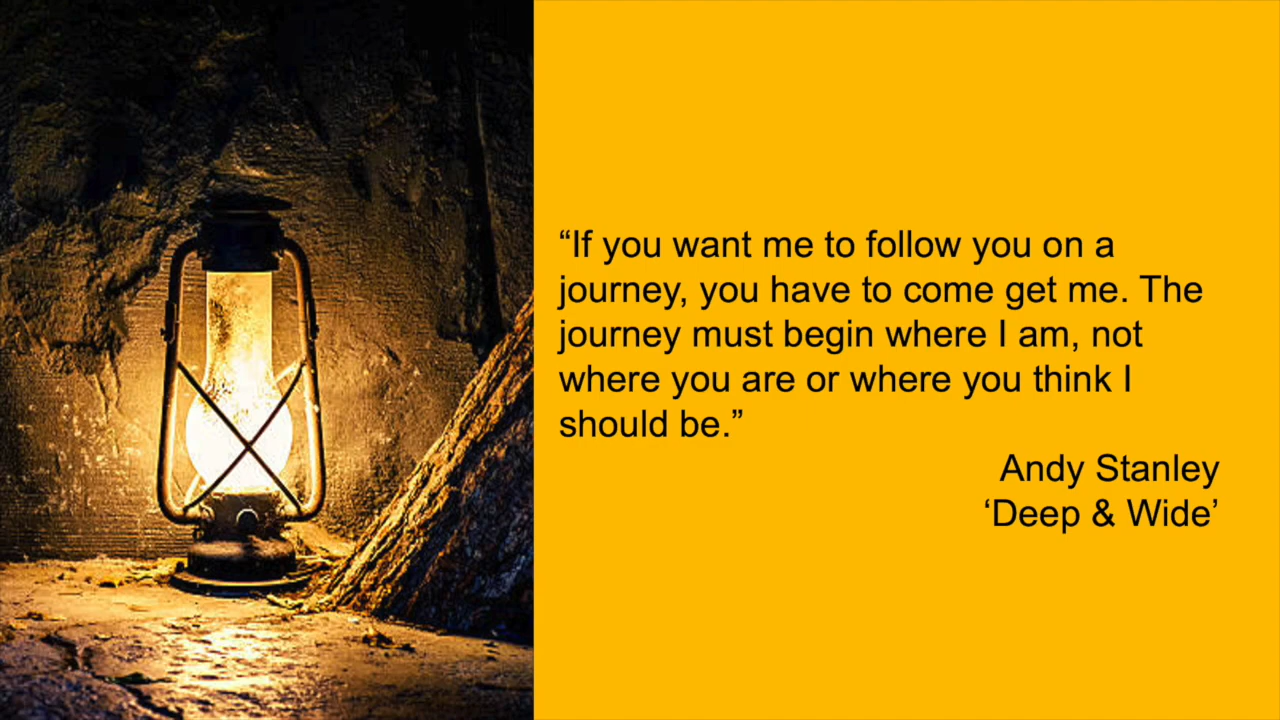 “If you want me to follow you on a
journey, you have to come get me. The
journey must begin where I am, not
where you are or where you think I
should be.”
Andy Stanley
‘Deep & Wide’